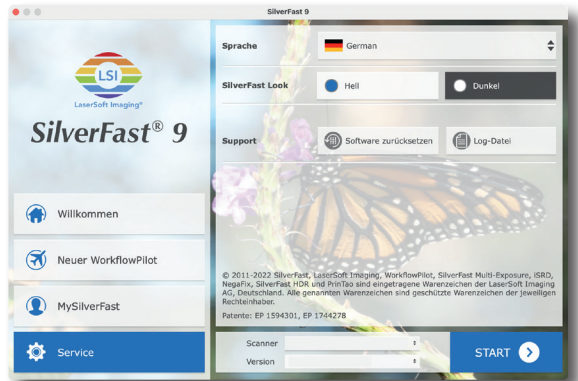 SilverFast 9
LSI
LaserSoft Imaging®
SilverFast® 9
Willkommen
Neuer WorkflowPilot
MySilverFast
Service
Sprache
German
SilverFast Look
Hell
Dunkel
Support
Software zurücksetzen
Log-Datei
© 2011-2022 SilverFast, LaserSoft Imaging, WorkflowPilot, SilverFast Multi-Exposure, iSRD,
NegaFix, SilverFast HDR und PrinTao sind eingetragene Warenzeichen der LaserSoft Imaging
AG, Deutschland. Alle genannten Warenzeichen sind geschützte Warenzeichen der jeweiligen
Rechteinhaber.
Patente: EP 1594301, EP 1744278
Scanner
Version
START